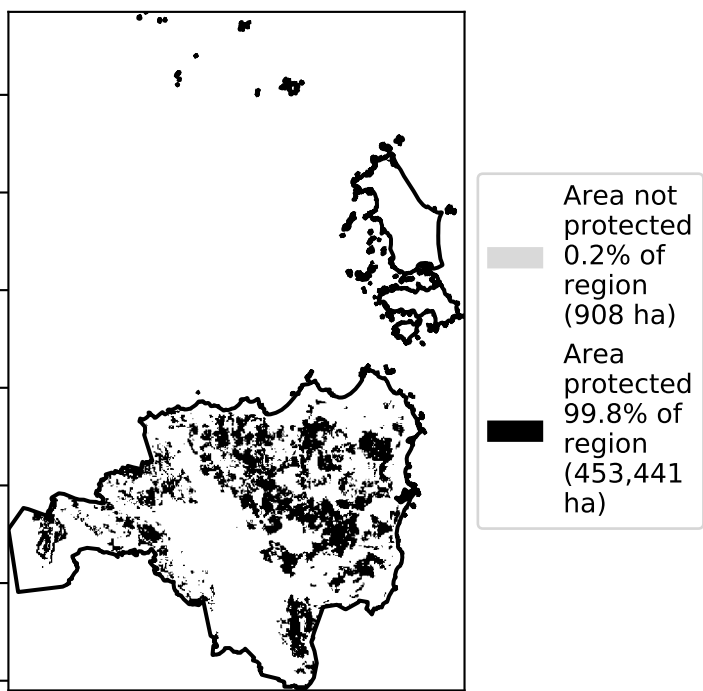 Area not
protected
0.2% of
region
(908 ha)
Area
protected
99.8% of
region
(453,441
ha)